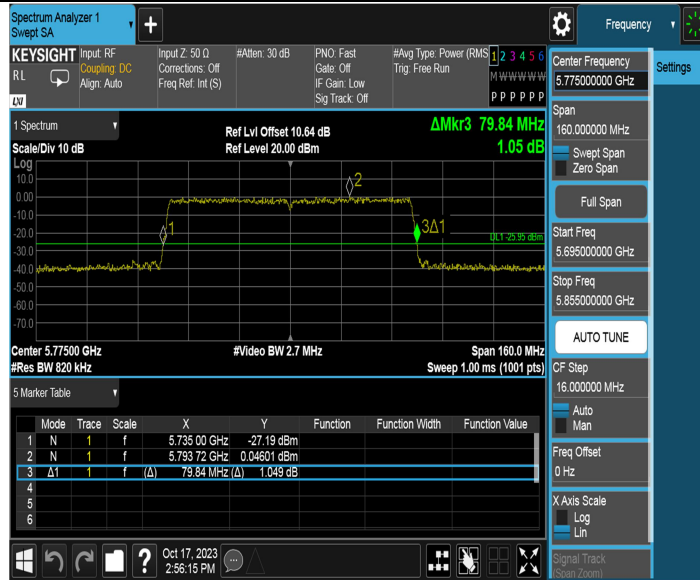 Spectrum Analyzer 1
Swept SA
+
Frequency
KEYSIGHT
RL
LXI
Input: RF
Coupling: DC
Align: Auto
Input Z: 50 Ω
Corrections: Off
Freq Ref: Int (S)
#Atten: 30 dB
PNO: Fast
Gate: Off
IF Gain: Low
Sig Track: Off
#Avg Type: Power (RMS
Trig: Free Run
1 2 3 4 5 6
M W W W W W
P P P P P P
Center Frequency
5.775000000 GHz
Settings
Span
160.000000 MHz
Swept Span
Zero Span
Full Span
Start Freq
5.695000000 GHz
Stop Freq
5.855000000 GHz
AUTO TUNE
CF Step
16.000000 MHz
Auto
Man
Freq Offset
0 Hz
X Axis Scale
Log
Lin
Signal Track
(Span Zoom)
1 Spectrum
Scale/Div 10 dB
Ref Lvl Offset 10.64 dB
Ref Level 20.00 dBm
ΔMkr3 79.84 MHz
1.05 dB
Log
10.0
0.00
-10.0
-20.0
-30.0
-40.0
-50.0
-60.0
-70.0
1
2
3Δ1
DL1 -25.95 dBm
Center 5.77500 GHz
#Res BW 820 kHz
#Video BW 2.7 MHz
Span 160.0 MHz
Sweep 1.00 ms (1001 pts)
5 Marker Table
Mode Trace Scale X Y Function Function Width Function Value
1 N 1 f 5.735 00 GHz -27.19 dBm
2 N 1 f 5.793 72 GHz 0.04601 dBm
3 Δ1 1 f (Δ) 79.84 MHz (Δ) 1.049 dB
4
5
6
?
Oct 17, 2023
2:56:15 PM